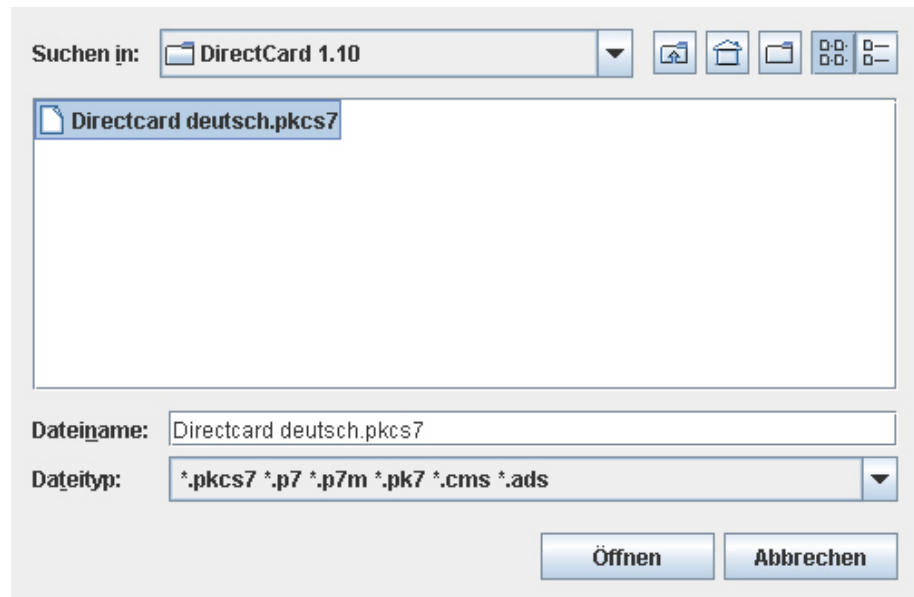 Suchen in: DirectCard 1.10
Directcard deutsch.pkcs7
Dateiname: Directcard deutsch.pkcs7
Dateityp: *.pkcs7 *.p7 *.p7m *.pk7 *.cms *.ads
Öffnen Abbrechen